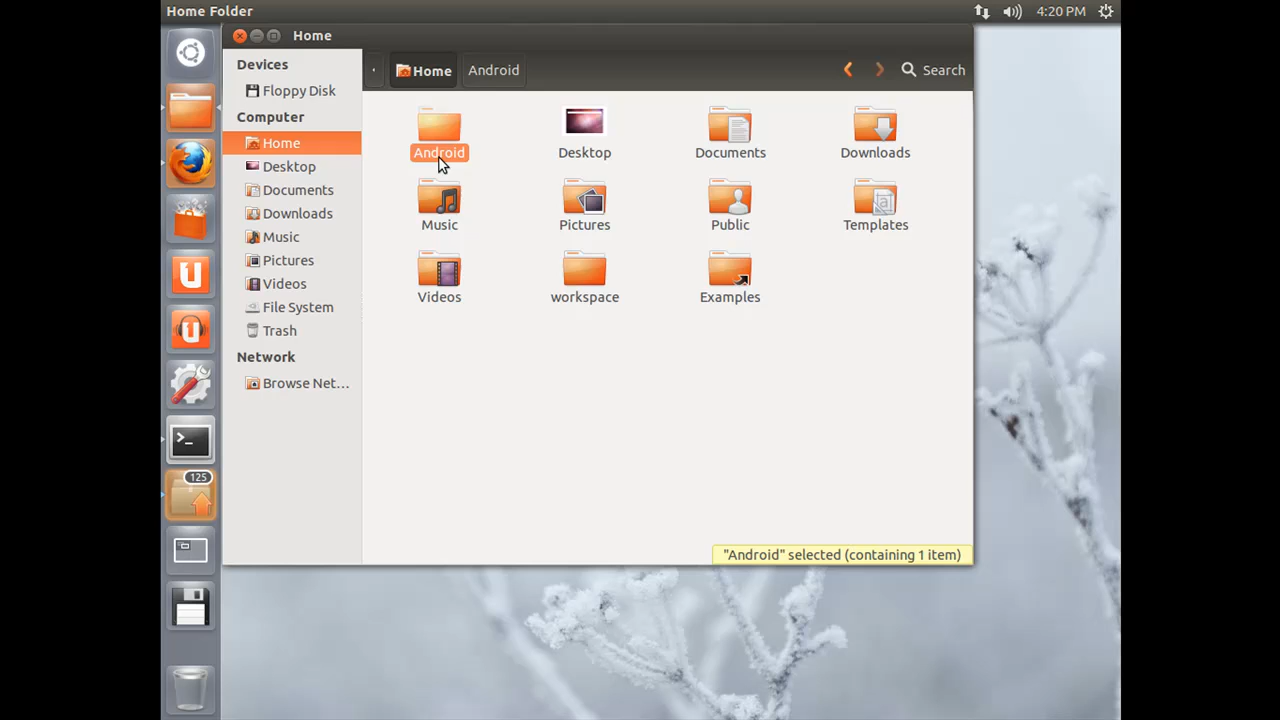 Home Folder
4:20 PM
Home
Devices
Floppy Disk
Computer
Home
Desktop
Documents
Downloads
Music
Pictures
Videos
File System
Trash
Network
Browse Net...
Home
Android
Search
Android
Desktop
Documents
Downloads
Music
Pictures
Public
Templates
Videos
workspace
Examples
"Android" selected (containing 1 item)
125